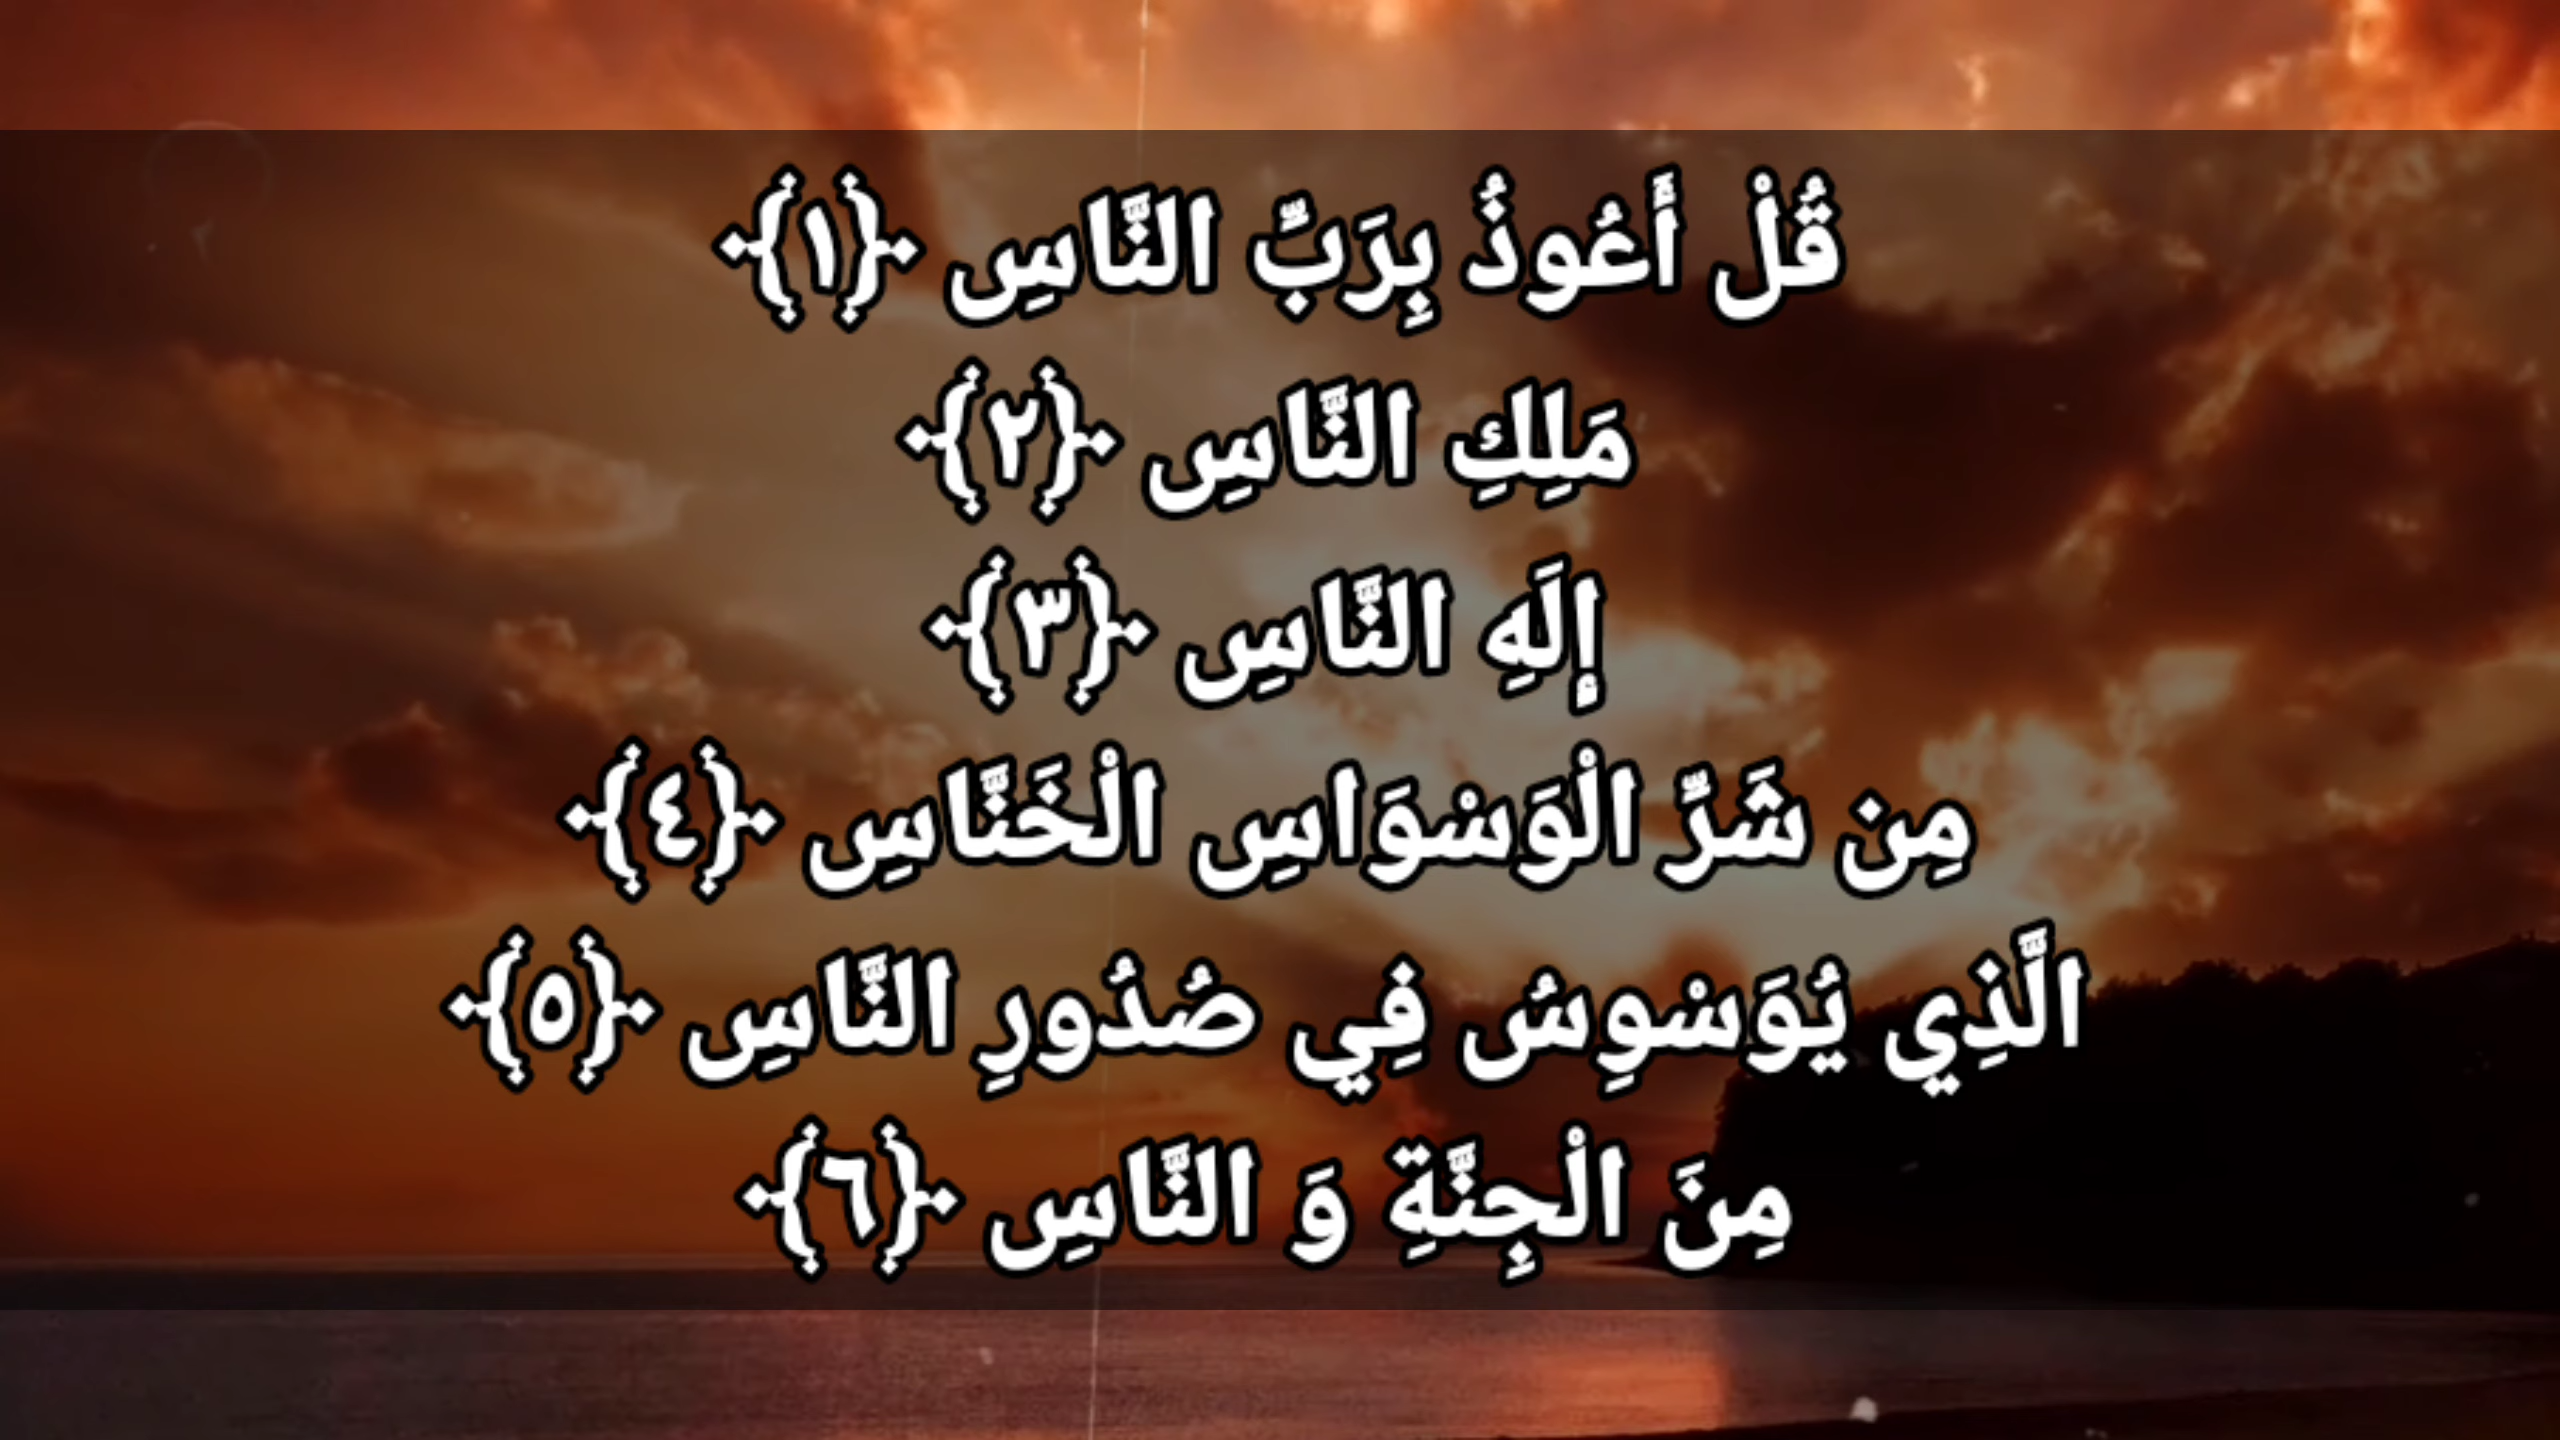 قُلْ أَعُوذُ بِرَبِّ النَّاسِ ﴿١﴾
مَلِكِ النَّاسِ ﴿٢﴾
إِلَهِ النَّاسِ ﴿٣﴾
مِن شَرِّ الْوَسْوَاسِ الْخَنَّاسِ ﴿٤﴾
الَّذِي يُوَسْوِسُ فِي صُدُورِ النَّاسِ ﴿٥﴾
مِنَ الْجِنَّةِ وَ النَّاسِ ﴿٦﴾